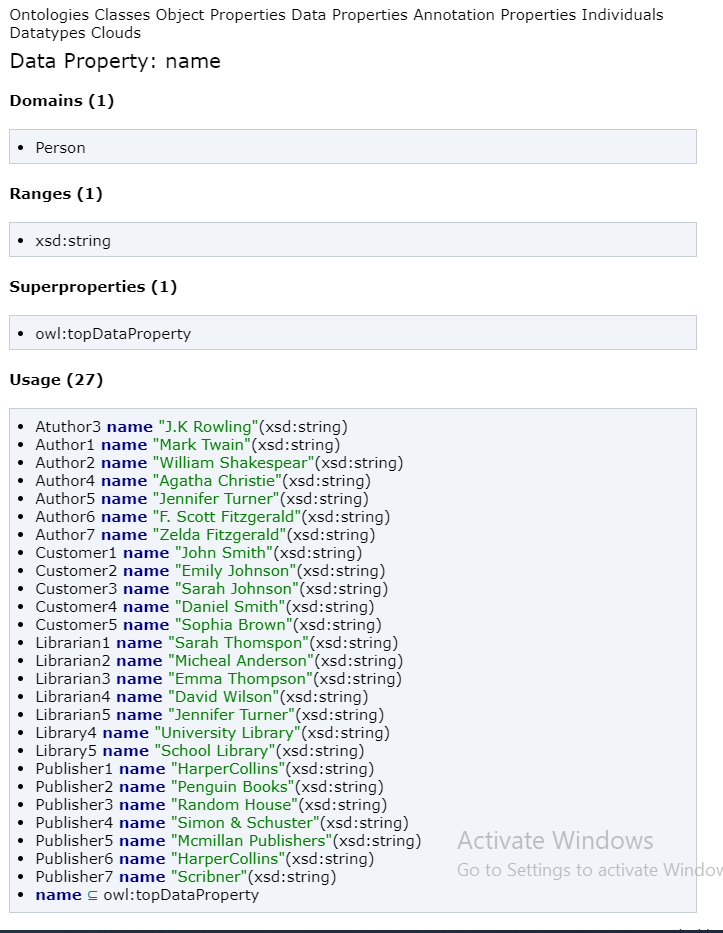 Ontologies Classes Object Properties Data Properties Annotation Properties Individuals
Datatypes Clouds
Data Property: name
Domains (1)
• Person
Ranges (1)
• xsd:string
Superproperties (1)
• owl:topDataProperty
Usage (27)
• Atuthor3 name "J.K Rowling"(xsd:string)
• Author1 name "Mark Twain"(xsd:string)
• Author2 name "William Shakespear"(xsd:string)
• Author4 name "Agatha Christie"(xsd:string)
• Author5 name "Jennifer Turner"(xsd:string)
• Author6 name "F. Scott Fitzgerald"(xsd:string)
• Author7 name "Zelda Fitzgerald"(xsd:string)
• Customer1 name "John Smith"(xsd:string)
• Customer2 name "Emily Johnson"(xsd:string)
• Customer3 name "Sarah Johnson"(xsd:string)
• Customer4 name "Daniel Smith"(xsd:string)
• Customer5 name "Sophia Brown"(xsd:string)
• Librarian1 name "Sarah Thomspon"(xsd:string)
• Librarian2 name "Micheal Anderson"(xsd:string)
• Librarian3 name "Emma Thompson"(xsd:string)
• Librarian4 name "David Wilson"(xsd:string)
• Librarian5 name "Jennifer Turner"(xsd:string)
• Library4 name "University Library"(xsd:string)
• Library5 name "School Library"(xsd:string)
• Publisher1 name "HarperCollins"(xsd:string)
• Publisher2 name "Penguin Books"(xsd:string)
• Publisher3 name "Random House"(xsd:string)
• Publisher4 name "Simon & Schuster"(xsd:string)
• Publisher5 name "Mcmillan Publishers"(xsd:string)
• Publisher6 name "HarperCollins"(xsd:string)
• Publisher7 name "Scribner"(xsd:string)
• name ⊆ owl:topDataProperty
Activate Windows
Go to Settings to activate Window